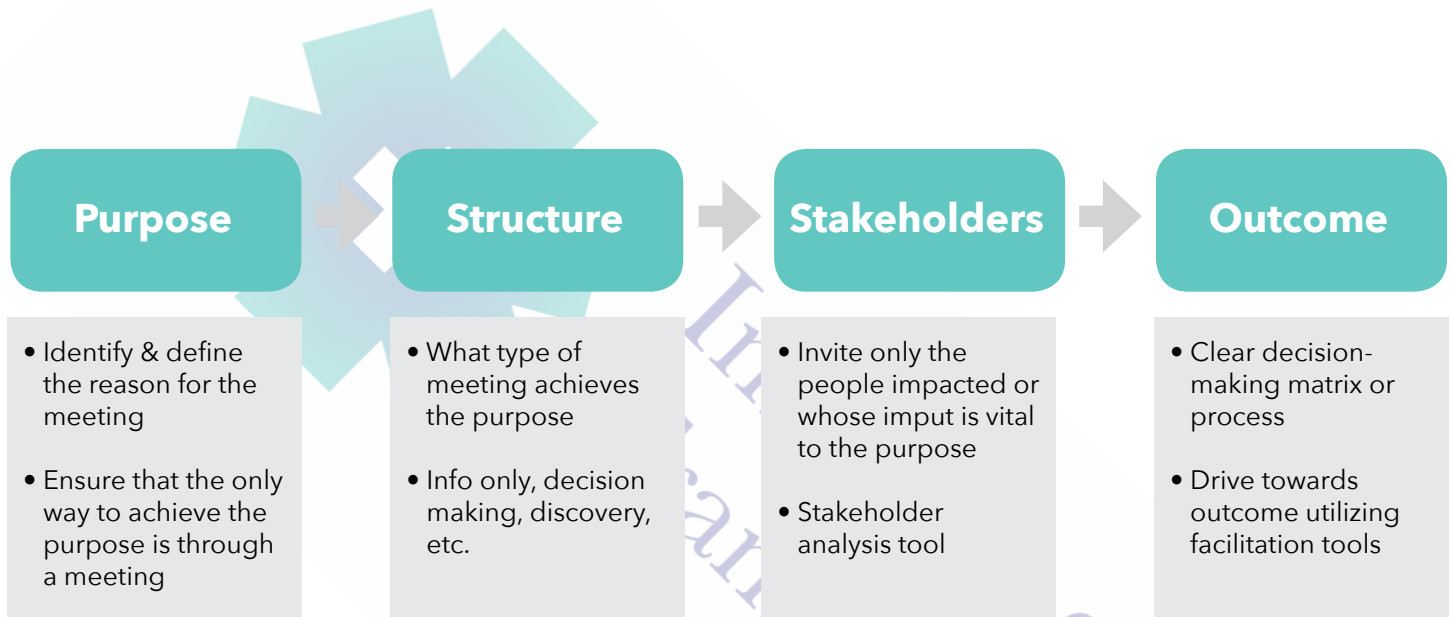 Purpose
Structure
Stakeholders
Outcome
• Identify & define
the reason for the
meeting
• Ensure that the only
way to achieve the
purpose is through
a meeting
• What type of
meeting achieves
the purpose
• Info only, decision
making, discovery,
etc.
• Invite only the
people impacted or
whose imput is vital
to the purpose
• Stakeholder
analysis tool
• Clear decision-
making matrix or
process
• Drive towards
outcome utilizing
facilitation tools